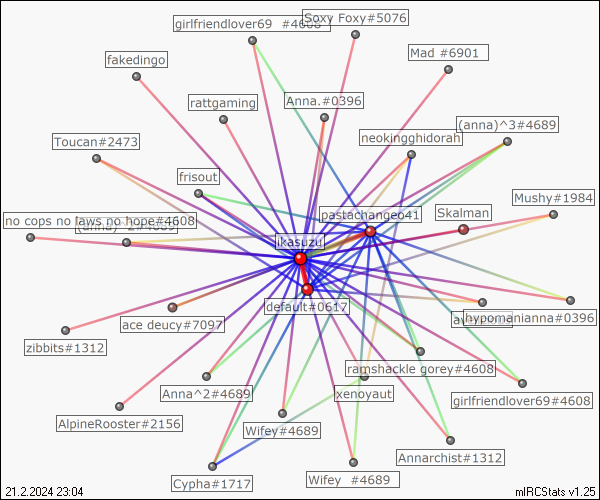 girlfriendlover69 #4608
Soxy Foxy#5076
Mad #6901
fakedingo
rattgaming
Anna.#0396
(anna)^3#4689
neokingghidorah
Toucan#2473
frisout
Mushy#1984
pastachangeo41
Skalman
no cops no laws no hope#4608
ikasuzu
default#0617
hypomanianna#0396
ace deucy#7097
zibbits#1312
ramshackle gorey#4608
Anna^2#4689
xenoyaut
girlfriendlover69#4608
AlpineRooster#2156
Wifey#4689
Annarchist#1312
Cypha#1717
Wifey #4689
21.2.2024 23:04
mIRCStats v1.25